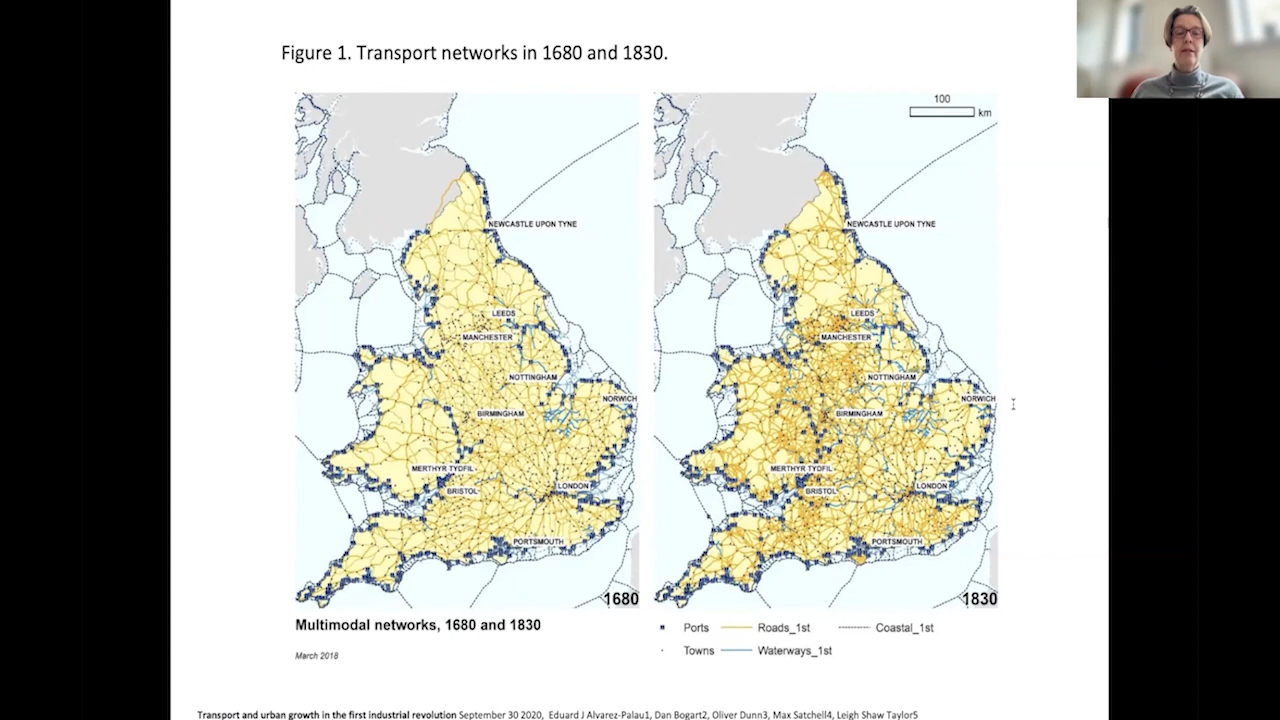 Figure 1. Transport networks in 1680 and 1830.
100
km
NEWCASTLE UPON TYNE
LEEDS
MANCHESTER
NOTTINGHAM
NORWICH
BIRMINGHAM
MERTHYR TYDFIL
LONDON
BRISTOL
PORTSMOUTH
1680
NEWCASTLE UPON TYNE
LEEDS
MANCHESTER
NOTTINGHAM
NORWICH
BIRMINGHAM
MERTHYR TYDFIL
LONDON
BRISTOL
PORTSMOUTH
1830
Multimodal networks, 1680 and 1830
March 2018
Ports Roads_1st Coastal_1st
Towns Waterways_1st
Transport and urban growth in the first industrial revolution September 30 2020, Eduard J Alvarez-Palau1, Dan Bogart2, Oliver Dunn3, Max Satchell4, Leigh Shaw Taylor5